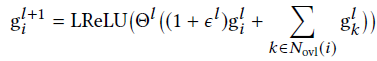 g_i^{l+1} = LReLU(Θ^l((1 + ϵ^l)g_i^l + ∑_{k∈N_{ovl}(i)} g_k^l))